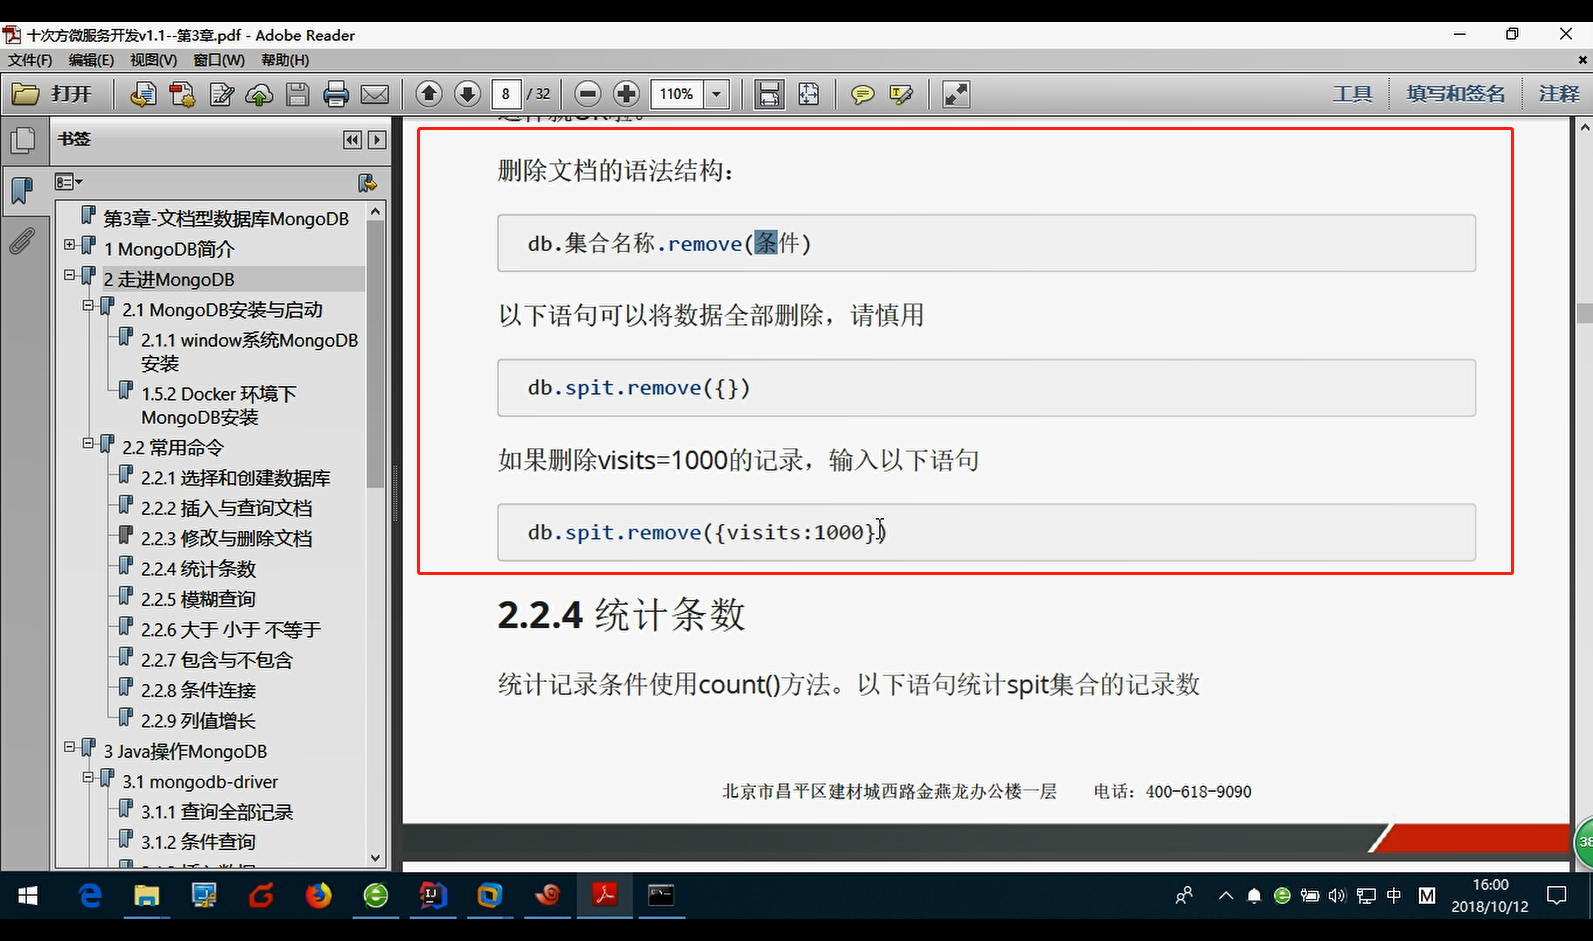 十次方微服务开发v1.1--第3章.pdf - Adobe Reader
文件(F) 编辑(E) 视图(V) 窗口(W) 帮助(H)
打开
8 / 32
110%
工具
填写和签名
注释
书签
第3章-文档型数据库MongoDB
1 MongoDB简介
2 走进MongoDB
2.1 MongoDB安装与启动
2.1.1 window系统MongoDB
安装
1.5.2 Docker 环境下
MongoDB安装
2.2 常用命令
2.2.1 选择和创建数据库
2.2.2 插入与查询文档
2.2.3 修改与删除文档
2.2.4 统计条数
2.2.5 模糊查询
2.2.6 大于 小于 不等于
2.2.7 包含与不包含
2.2.8 条件连接
2.2.9 列值增长
3 Java操作MongoDB
3.1 mongodb-driver
3.1.1 查询全部记录
3.1.2 条件查询
删除文档的语法结构：
db.集合名称.remove(条件)
以下语句可以将数据全部删除，请慎用
db.spit.remove({})
如果删除visits=1000的记录，输入以下语句
db.spit.remove({visits:1000})
2.2.4 统计条数
统计记录条件使用count()方法。以下语句统计spit集合的记录数
北京市昌平区建材城西路金燕龙办公楼一层 电话：400-618-9090
38
中
M
16:00
2018/10/12